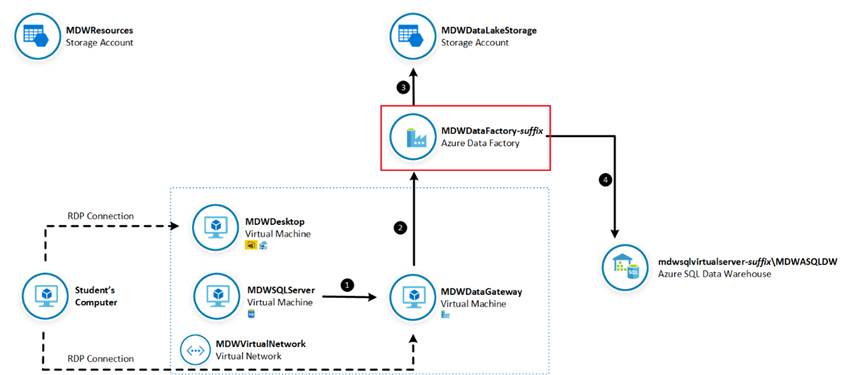 MDWResources
Storage Account
MDWDataLakeStorage
Storage Account
3
MDWDataFactory-suffix
Azure Data Factory
4
RDP Connection
MDWDesktop
Virtual Machine
2
mdwsqlvirtualserver-suffix\MDWASQLDW
Azure SQL Data Warehouse
Student's
Computer
MDWSQLServer
Virtual Machine
1
MDWDataGateway
Virtual Machine
MDWVirtualNetwork
Virtual Network
RDP Connection